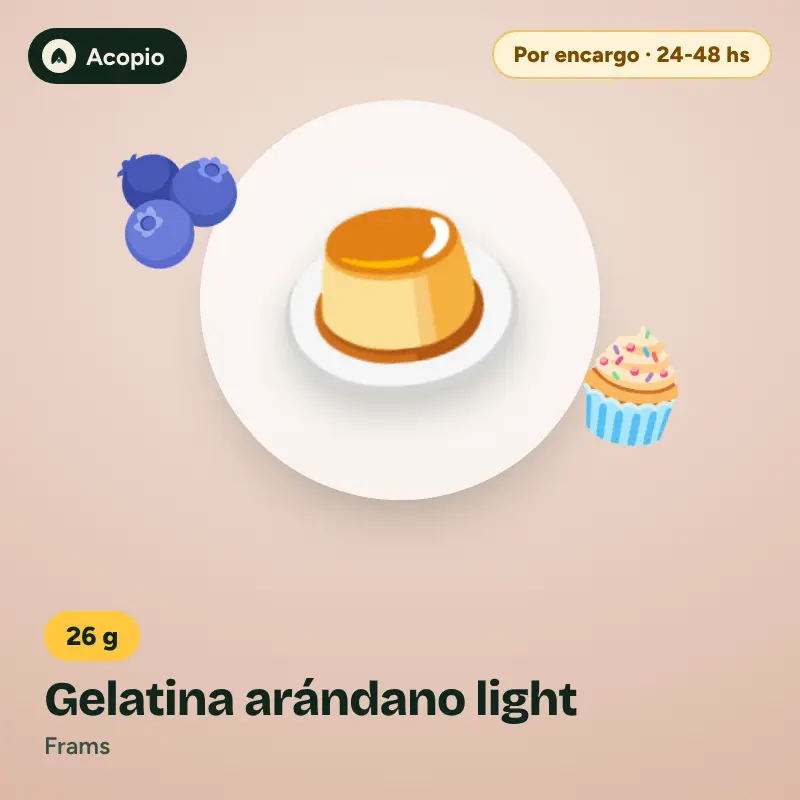 Acopio
Por encargo · 24-48 hs
26 g
Gelatina arándano light
Frams